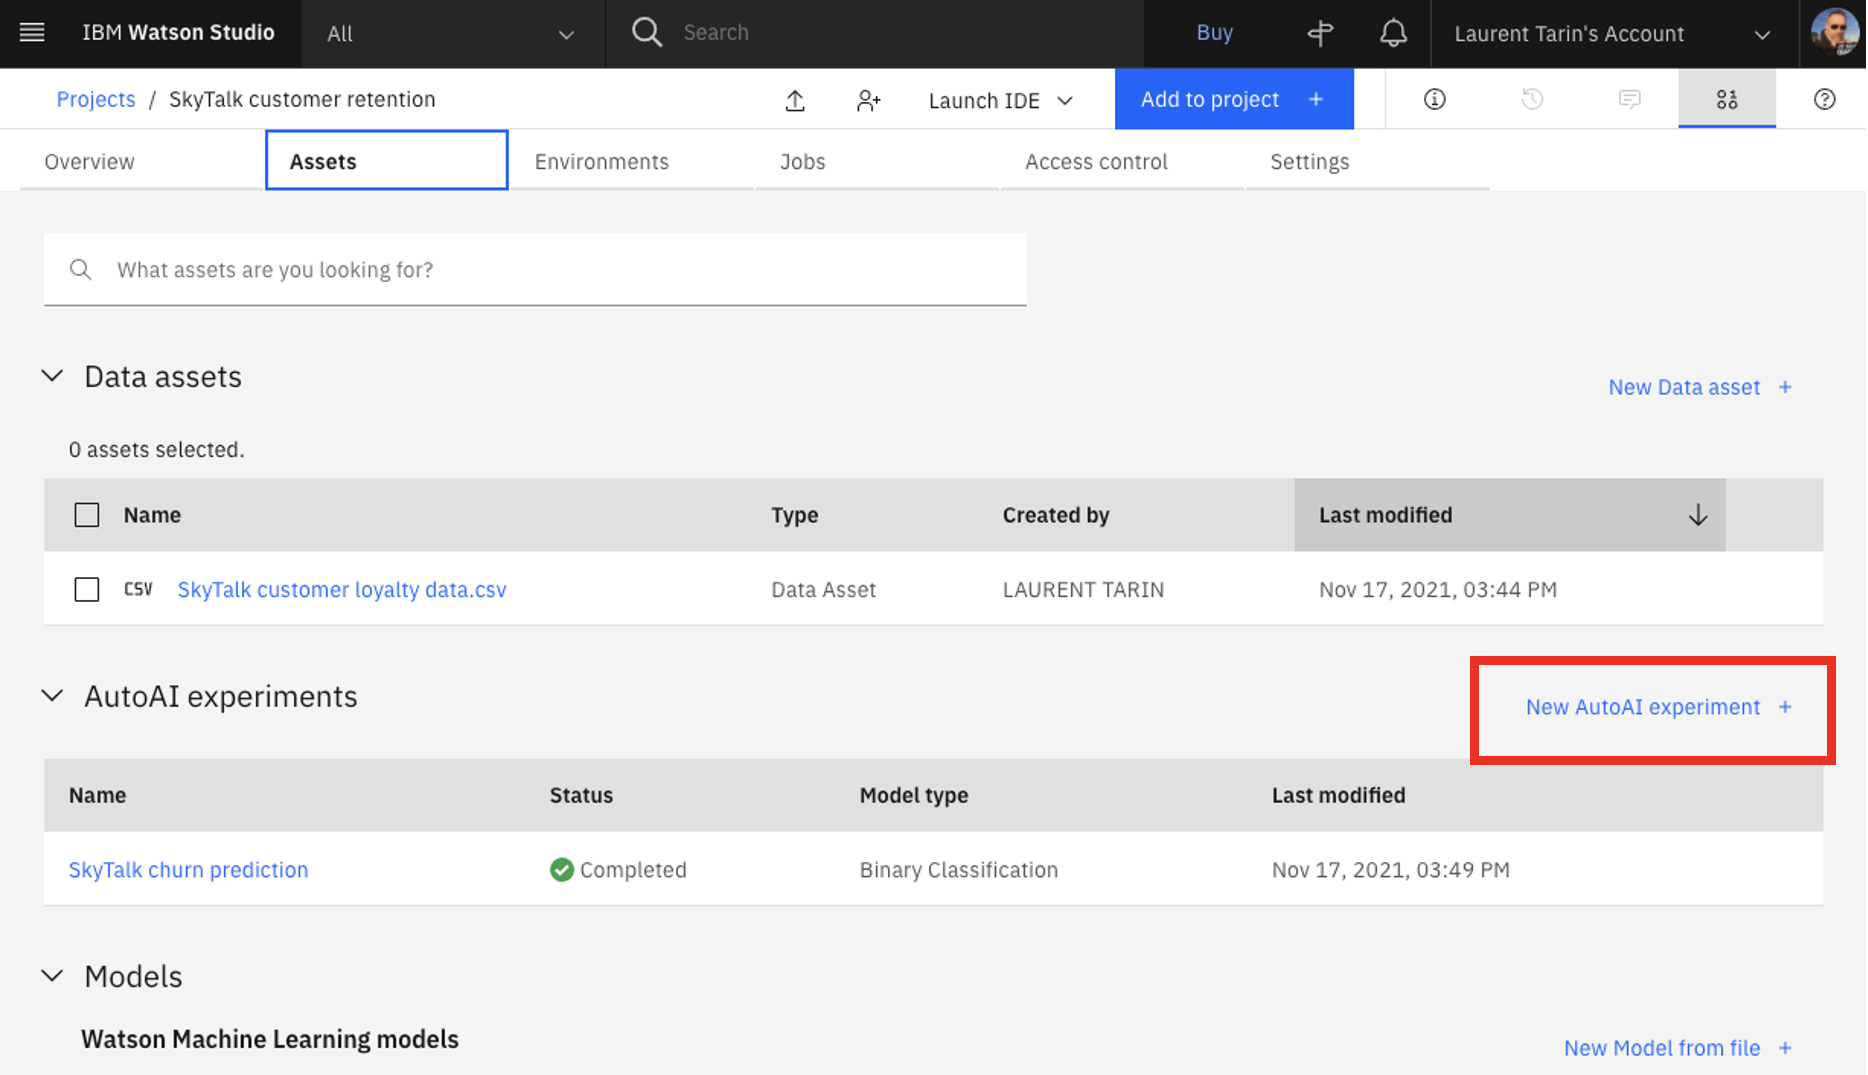 IBM Watson Studio All Search Buy Laurent Tarin's Account
Projects / SkyTalk customer retention Launch IDE Add to project +
Overview Assets Environments Jobs Access control Settings
What assets are you looking for?
Data assets
New Data asset +
0 assets selected.
Name Type Created by Last modified
CSV SkyTalk customer loyalty data.csv Data Asset LAURENT TARIN Nov 17, 2021, 03:44 PM
AutoAI experiments
New AutoAI experiment +
Name Status Model type Last modified
SkyTalk churn prediction Completed Binary Classification Nov 17, 2021, 03:49 PM
Models
Watson Machine Learning models
New Model from file +